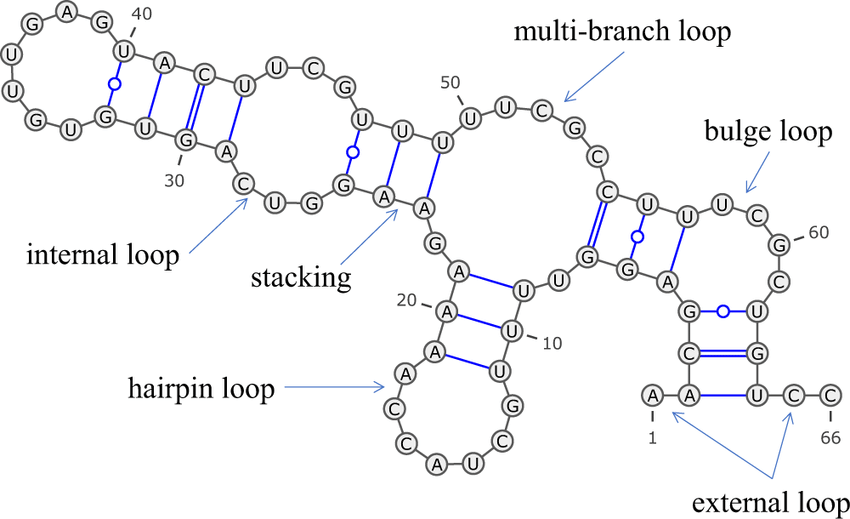 G A G 40
U U A C U U C G
multi-branch loop
U G U G U G A
30
C U G G A A
U U U 50 U U C G C
bulge loop
C U U U C G 60 C
internal loop
stacking
G A A A
20
U U U G G A
10
G U
C G
A A
hairpin loop
A C C A U C G U
A A U C C
1 66
external loop